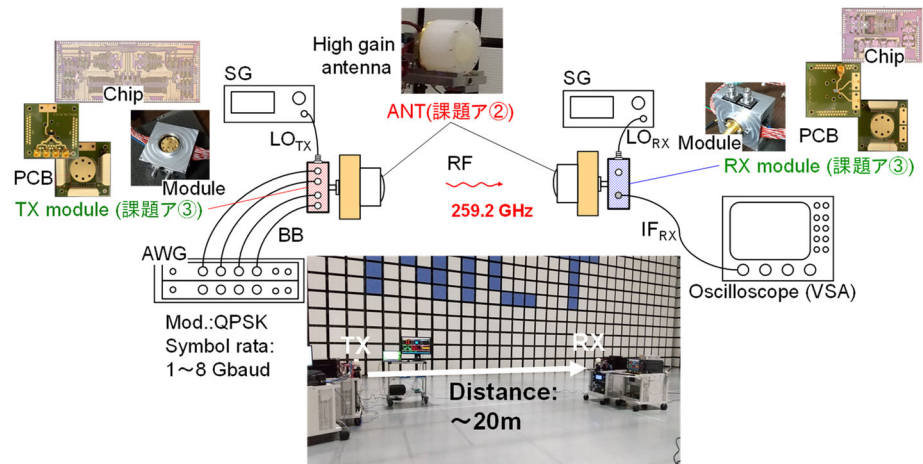 High gain
antenna
Chip
SG
SG
Chip
ANT(課題ア②)
LOTX
LORX
PCB
Module
Module
PCB
RX module (課題ア③)
TX module (課題ア③)
RF
259.2 GHz
BB
IFRX
AWG
Oscilloscope (VSA)
Mod.:QPSK
Symbol rata:
1～8 Gbaud
NICT
TX
RX
Distance:
～20m